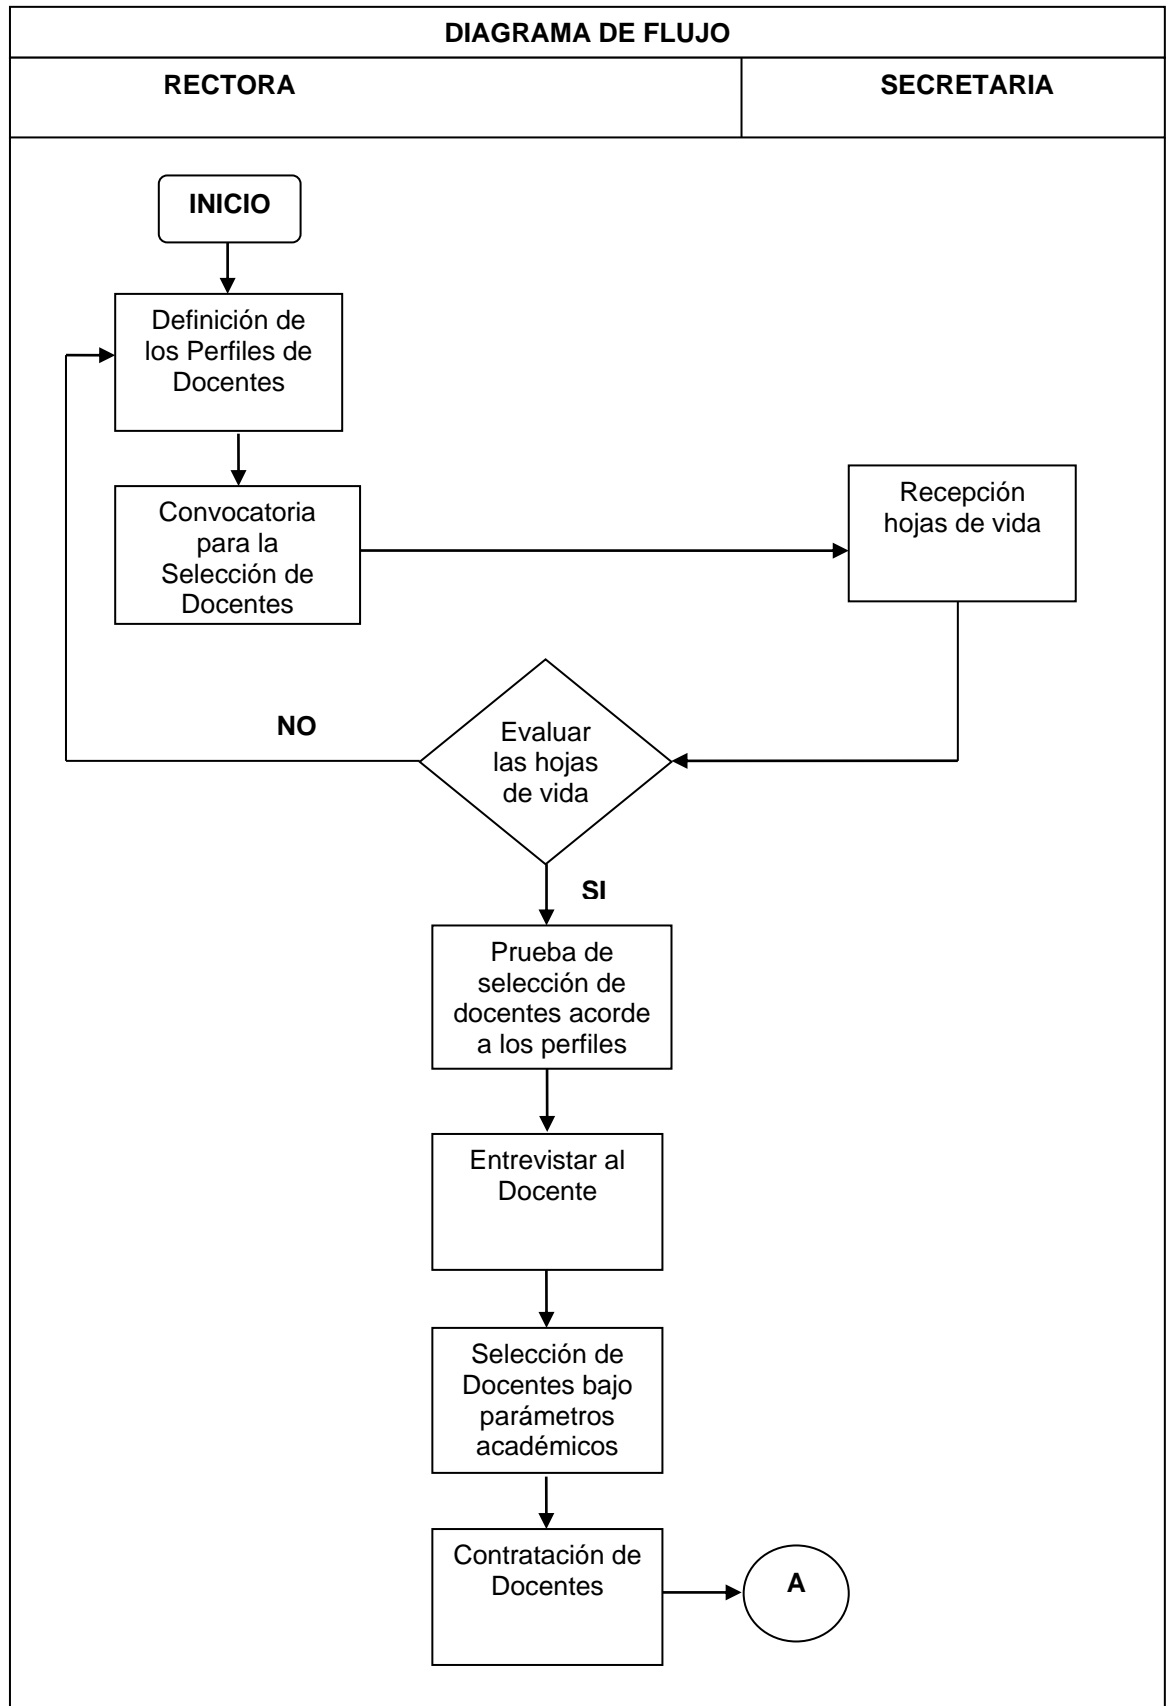 DIAGRAMA DE FLUJO
RECTORA
SECRETARIA
INICIO
Definición de
los Perfiles de
Docentes
Convocatoria
para la
Selección de
Docentes
Recepción
hojas de vida
NO
Evaluar
las hojas
de vida
SI
Prueba de
selección de
docentes acorde
a los perfiles
Entrevistar al
Docente
Selección de
Docentes bajo
parámetros
académicos
Contratación de
Docentes
A